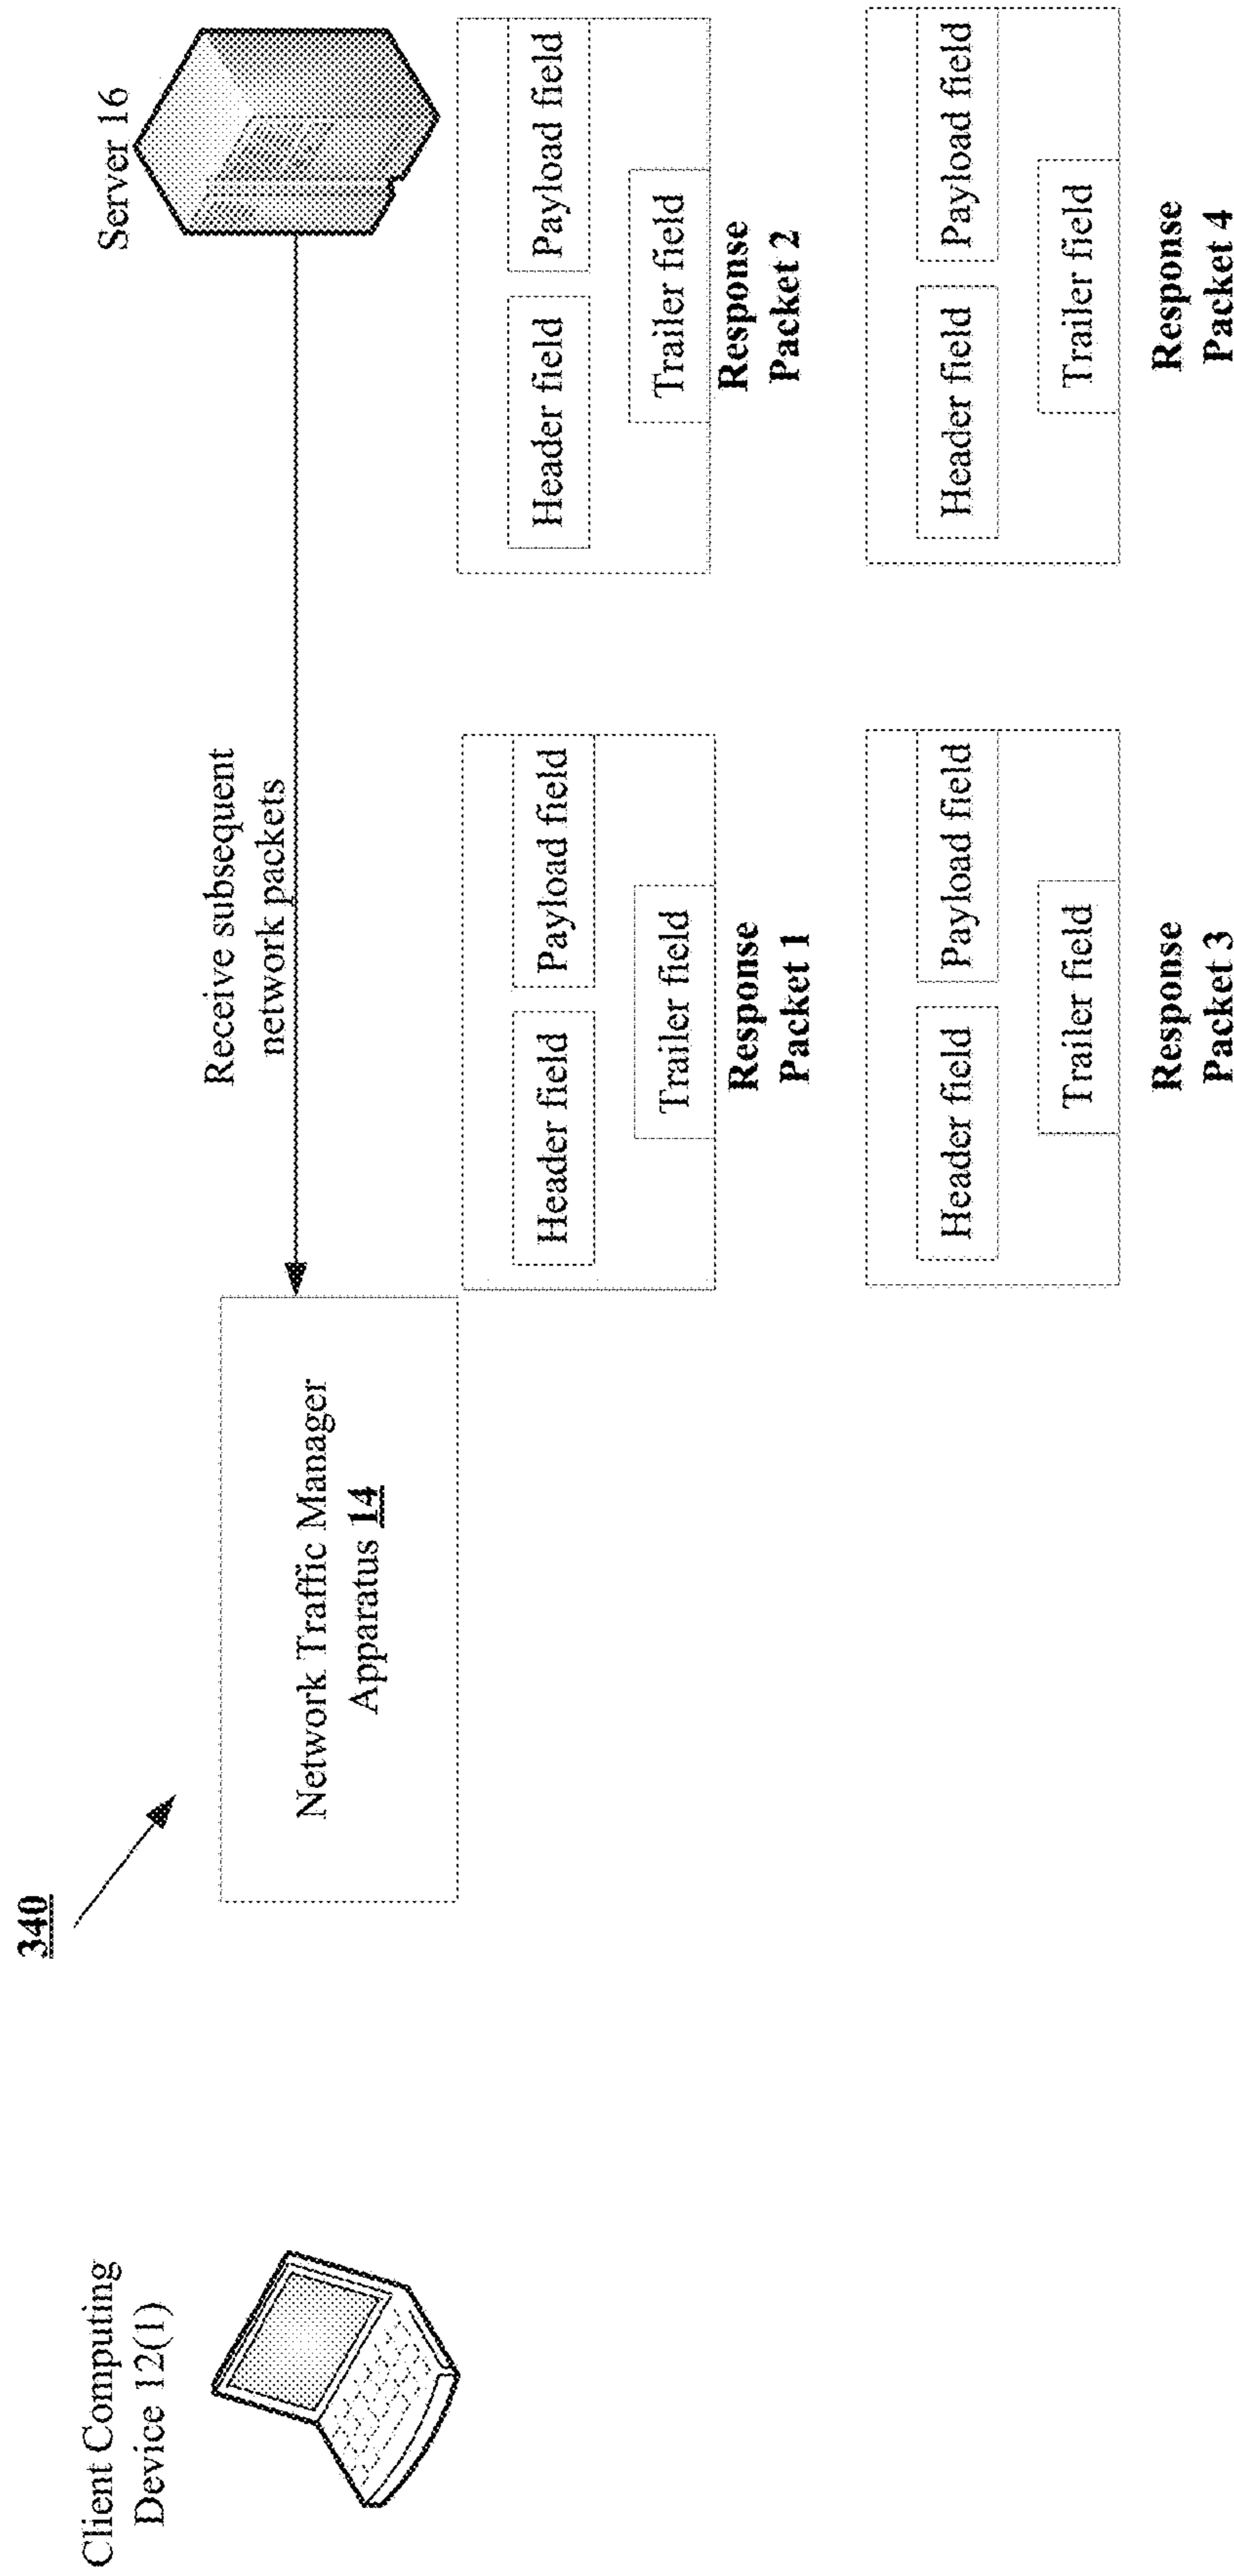 340
Client Computing
Device 12(1)
Network Traffic Manager
Apparatus 14
Receive subsequent
network packets
Server 16
Header field
Payload field
Trailer field
Response
Packet 1
Header field
Payload field
Trailer field
Response
Packet 2
Header field
Payload field
Trailer field
Response
Packet 3
Header field
Payload field
Trailer field
Response
Packet 4